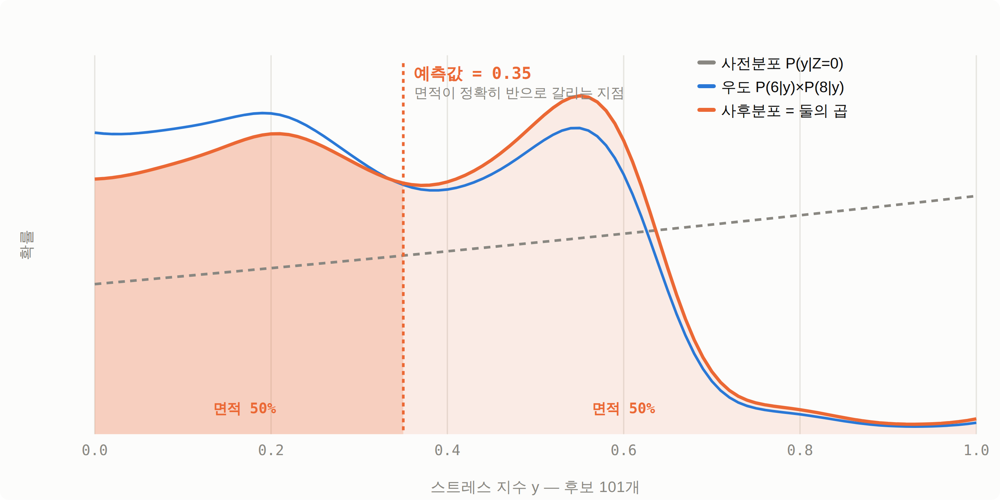 예측값 = 0.35
면적이 정확히 반으로 갈리는 지점
사전분포 P(y|Z=0)
우도 P(6|y)×P(8|y)
사후분포 = 둘의 곱
확률
면적 50%
면적 50%
0.0
0.2
0.4
0.6
0.8
1.0
스트레스 지수 y — 후보 101개